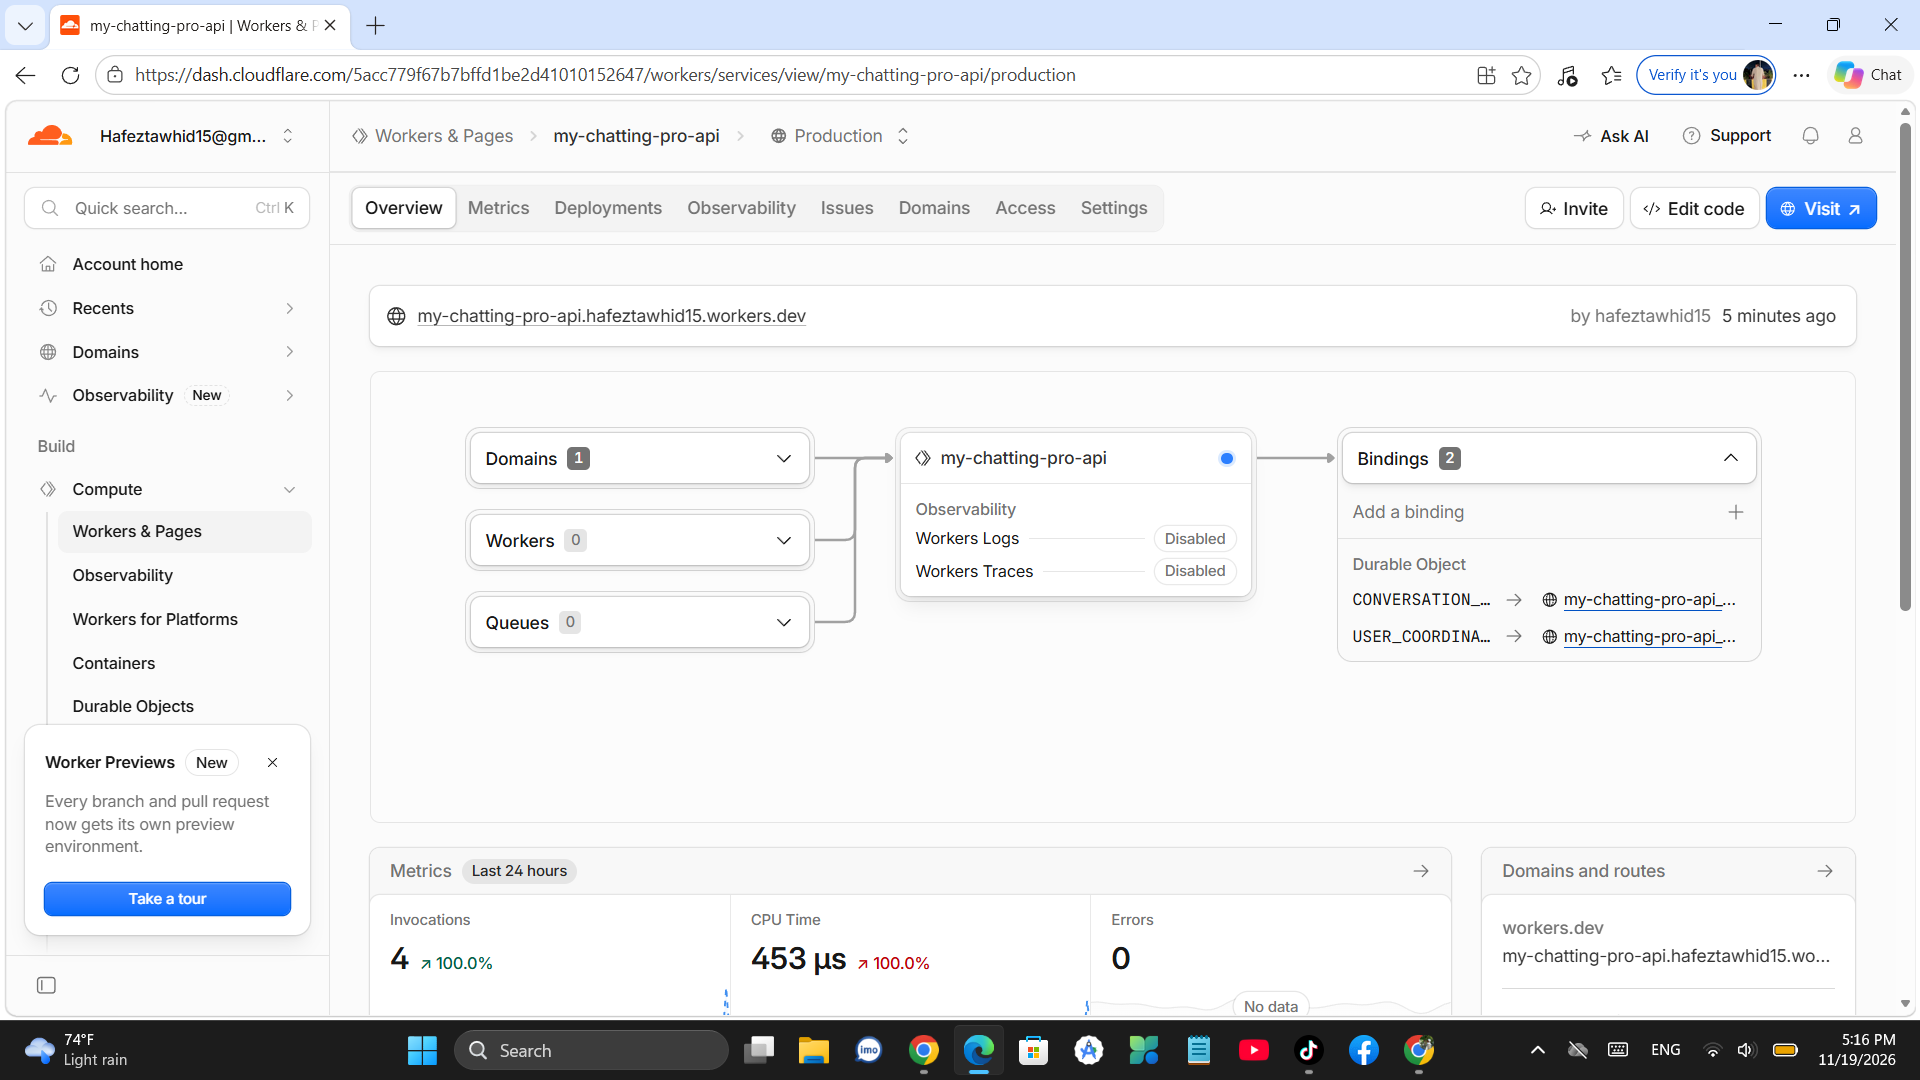 my-chatting-pro-api | Workers & P
https://dash.cloudflare.com/5acc779f67b7bffd1be2d41010152647/workers/services/view/my-chatting-pro-api/production
Verify it's you
Chat
Hafeztawhid15@gm...
Workers & Pages
my-chatting-pro-api
Production
Ask AI
Support
Quick search...
Ctrl K
Overview
Metrics
Deployments
Observability
Issues
Domains
Access
Settings
Invite
Edit code
Visit
Account home
Recents
Domains
Observability New
Build
Compute
Workers & Pages
Observability
Workers for Platforms
Containers
Durable Objects
Worker Previews New
Every branch and pull request
now gets its own preview
environment.
Take a tour
my-chatting-pro-api.hafeztawhid15.workers.dev
by hafeztawhid15 5 minutes ago
Domains 1
Workers 0
Queues 0
my-chatting-pro-api
Observability
Workers Logs Disabled
Workers Traces Disabled
Bindings 2
Add a binding
Durable Object
CONVERSATION_... my-chatting-pro-api_...
USER_COORDINA... my-chatting-pro-api_...
Metrics Last 24 hours
Invocations
4 100.0%
CPU Time
453 µs 100.0%
Errors
0
No data
Domains and routes
workers.dev
my-chatting-pro-api.hafeztawhid15.wo...
74°F
Light rain
Search
imo
ENG
5:16 PM
11/19/2026